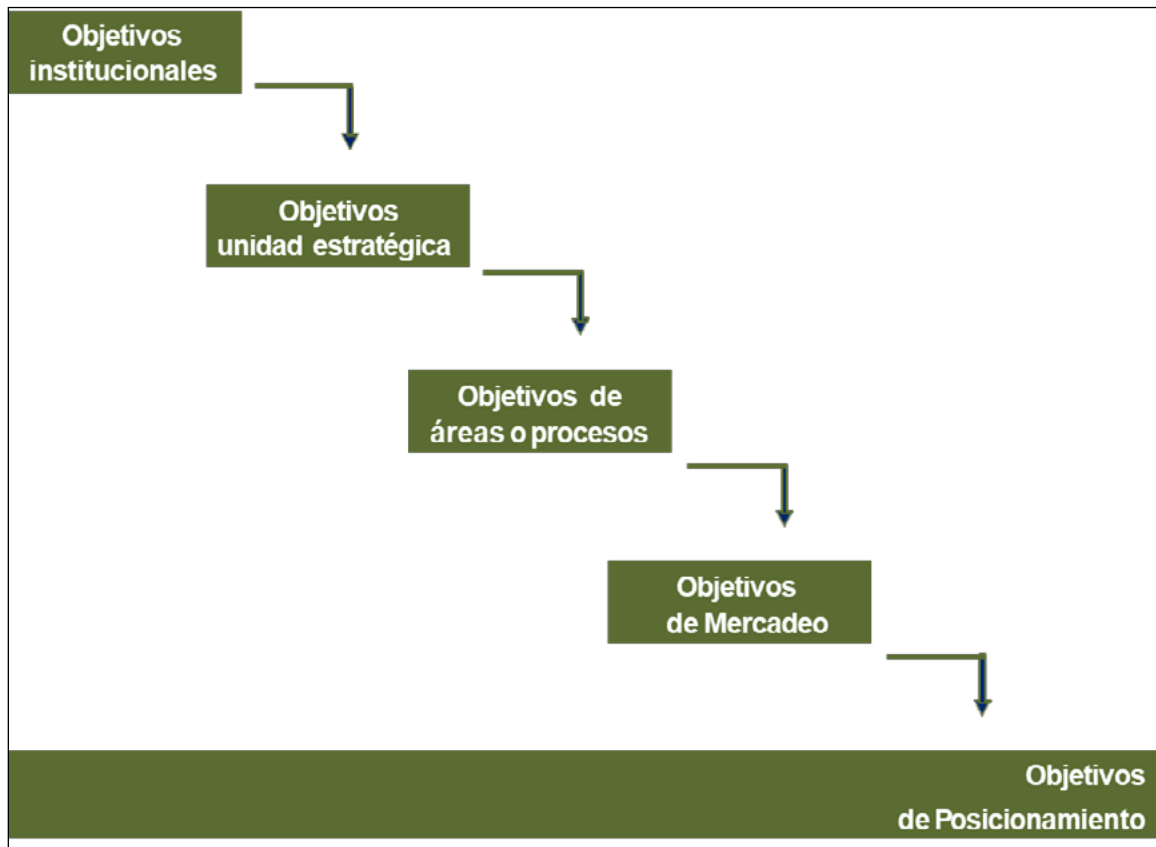 Objetivos
institucionales
Objetivos
unidad estratégica
Objetivos de
áreas o procesos
Objetivos
de Mercadeo
Objetivos
de Posicionamiento